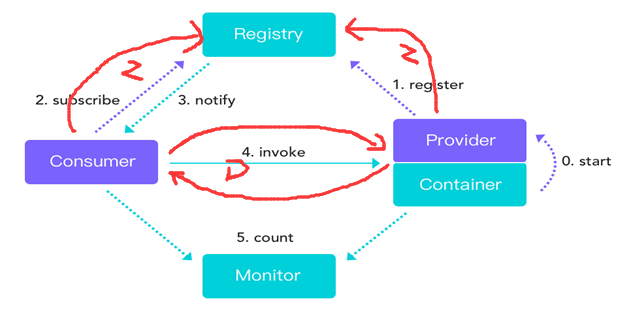 Registry
Z
Z
1. register
2. subscribe
3. notify
Provider
4. invoke
Consumer
D
0. start
Container
5. count
Monitor